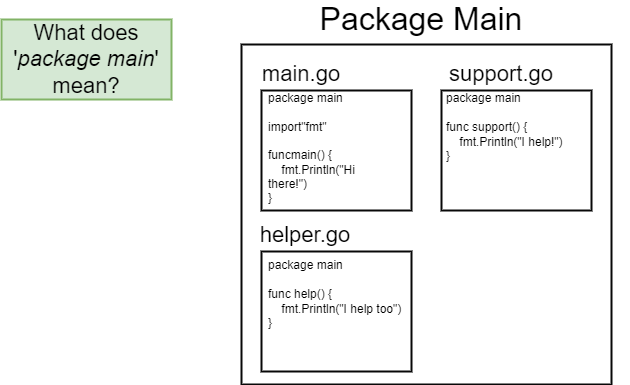 What does
'package main'
mean?
Package Main
main.go
package main
import"fmt"
funcmain() {
fmt.Println("Hi
there!")
}
support.go
package main
func support() {
fmt.Println("I help!")
}
helper.go
package main
func help() {
fmt.Println("I help too")
}